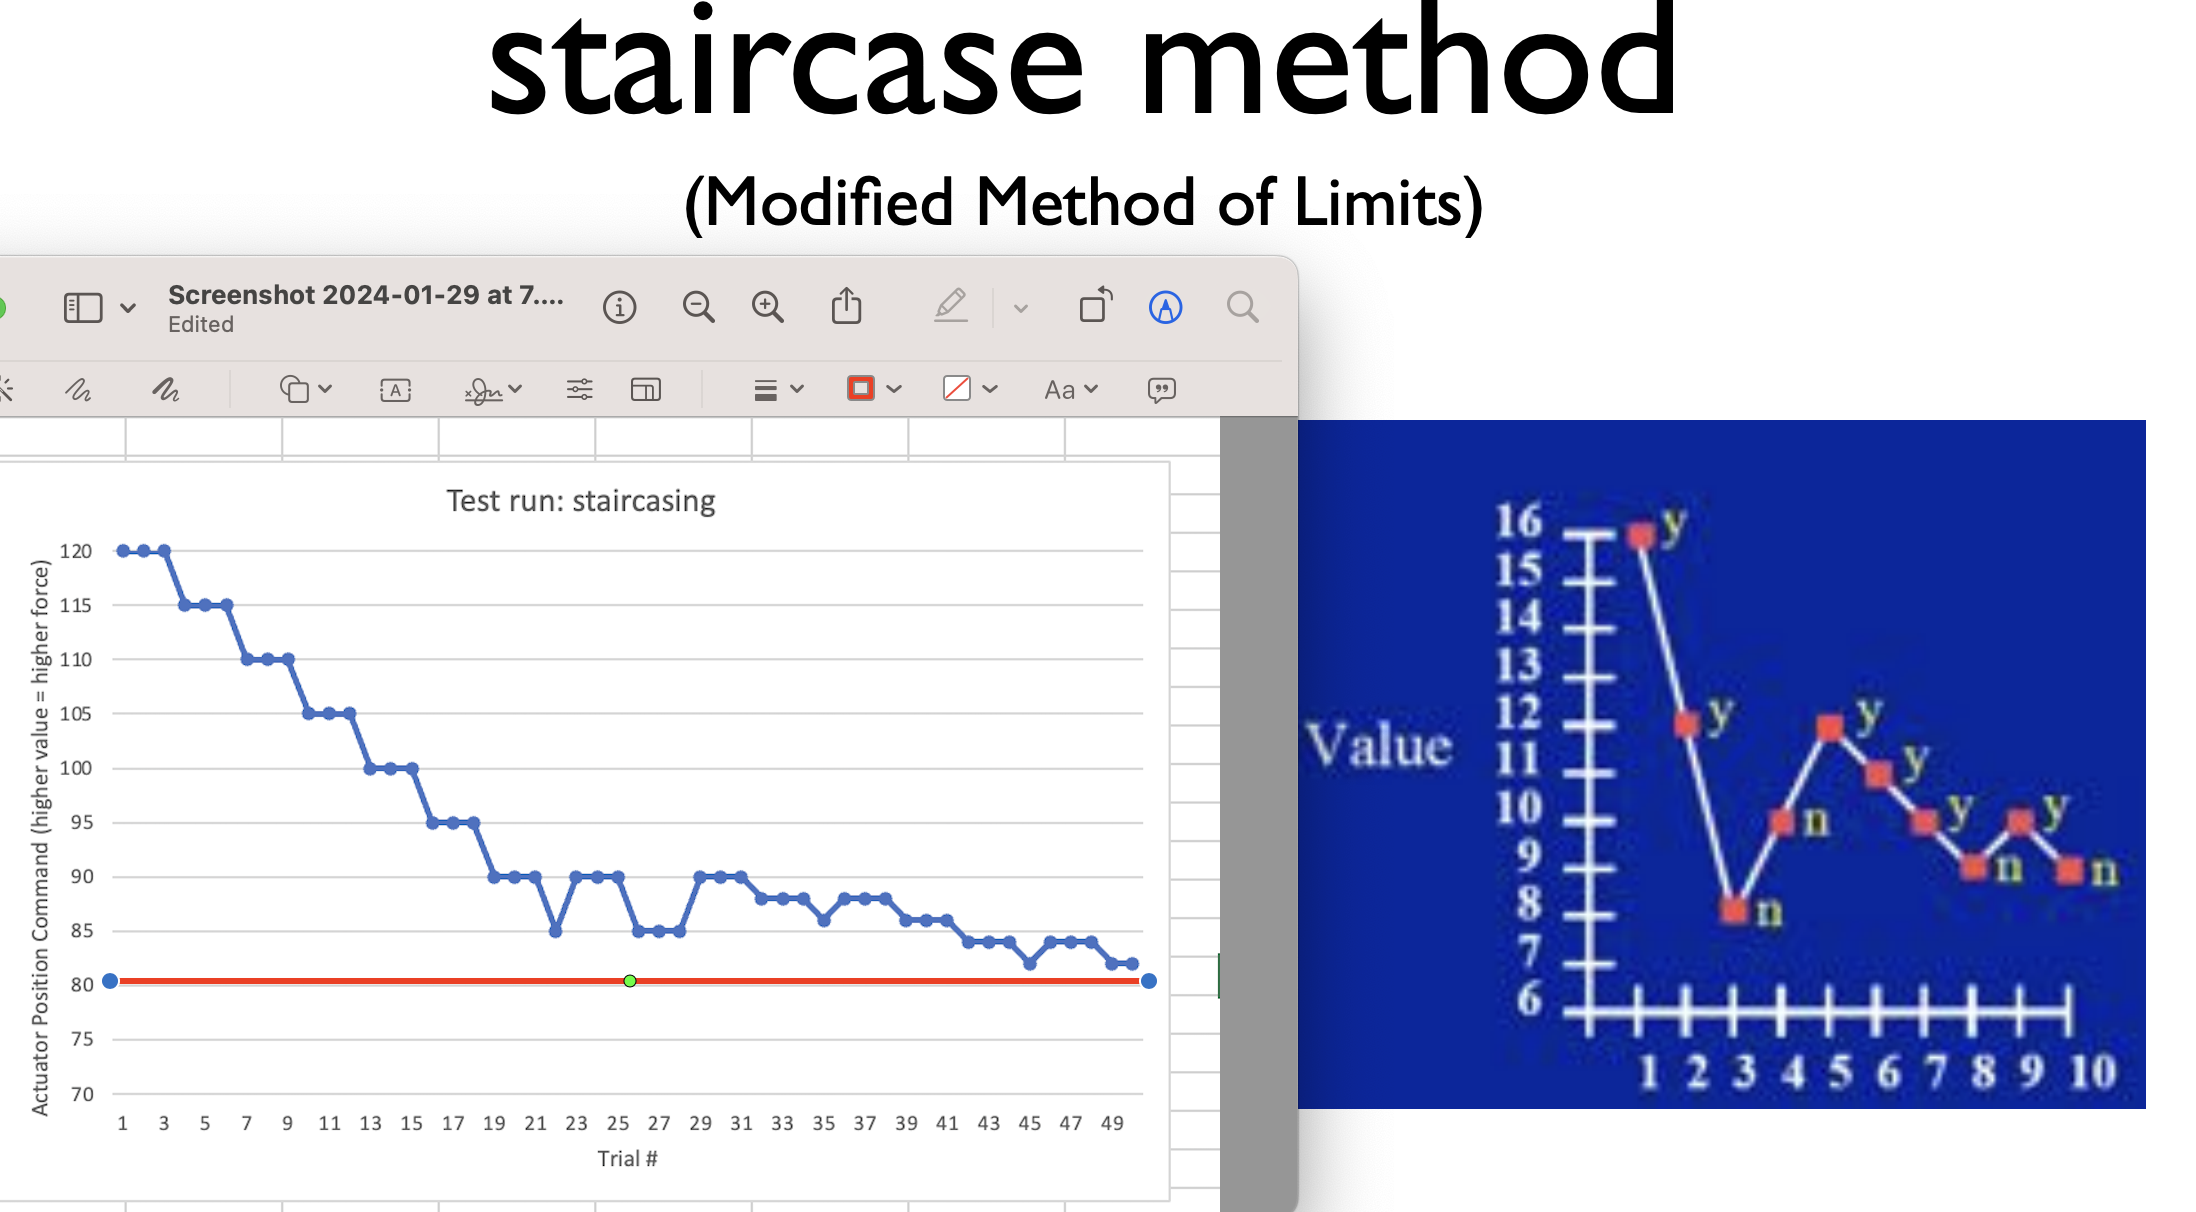 staircase method
(Modified Method of Limits)
Screenshot 2024-01-29 at 7....
Edited
A
Aa
Test run: staircasing
Actuator Position Command (higher value = higher force)
120
115
110
105
100
95
90
85
80
75
70
1 3 5 7 9 11 13 15 17 19 21 23 25 27 29 31 33 35 37 39 41 43 45 47 49
Trial #
Value
16
15
14
13
12
11
10
9
8
7
6
y
y
n
n
y
y
y
n
y
n
1 2 3 4 5 6 7 8 9 10